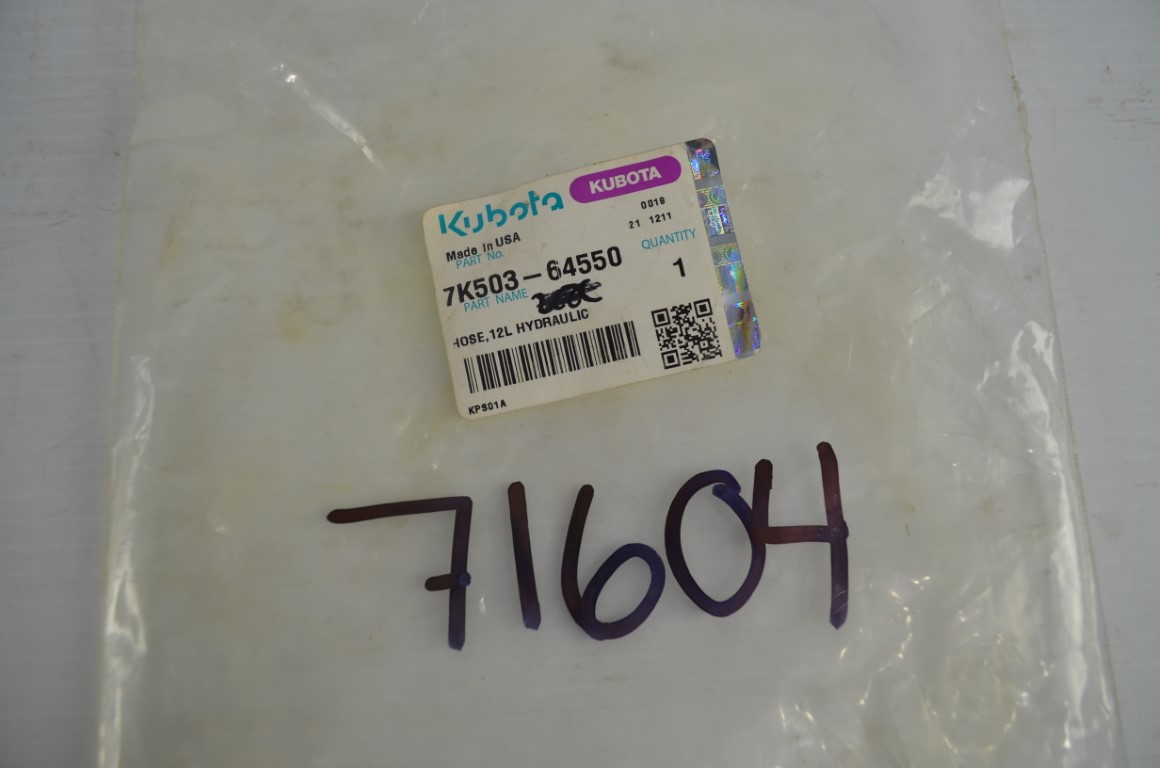 Kubota KUBOTA
0019
21 1211
Made in USA
PART No.
QUANTITY
7K503-64550
1
PART NAME
HOSE,12L HYDRAULIC
KPS01A
71604